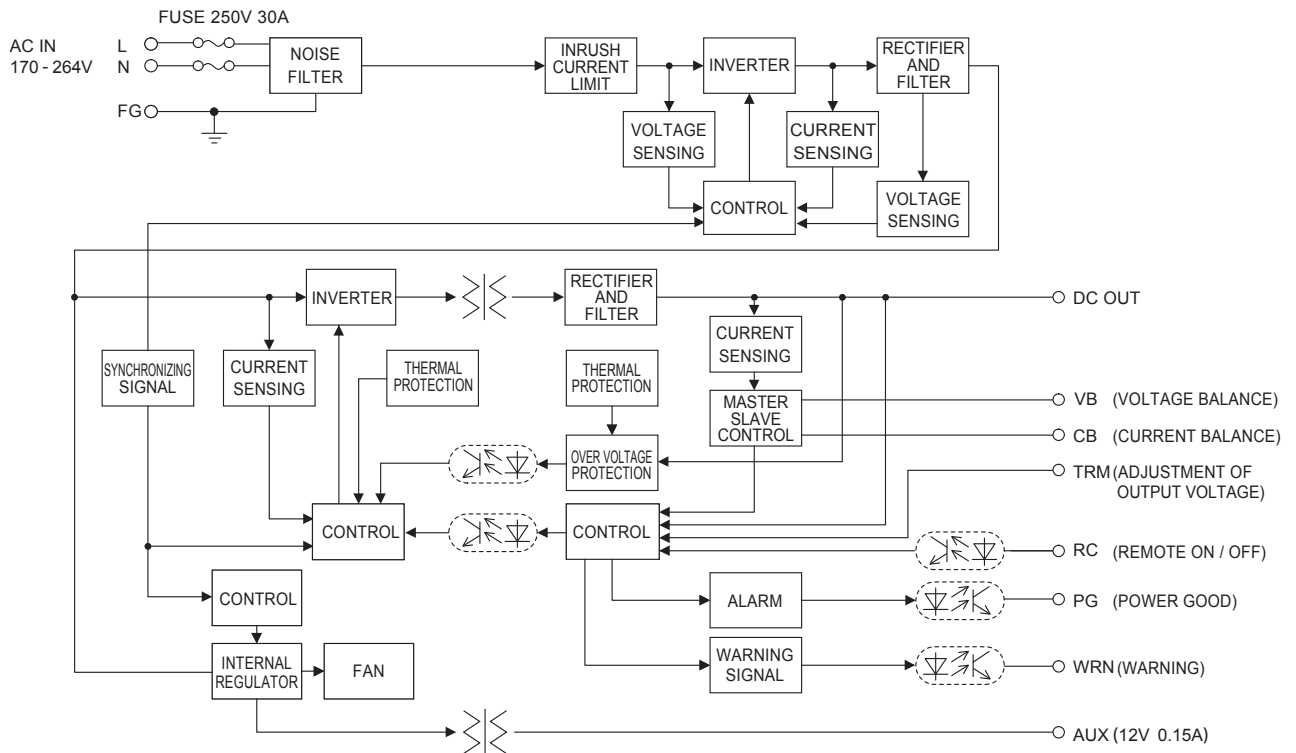 FUSE 250V 30A
AC IN
170 - 264V
L
N
FG
NOISE
FILTER
INRUSH
CURRENT
LIMIT
INVERTER
RECTIFIER
AND
FILTER
VOLTAGE
SENSING
CURRENT
SENSING
CONTROL
VOLTAGE
SENSING
INVERTER
RECTIFIER
AND
FILTER
DC OUT
SYNCHRONIZING
SIGNAL
CURRENT
SENSING
THERMAL
PROTECTION
THERMAL
PROTECTION
CURRENT
SENSING
MASTER
SLAVE
CONTROL
VB (VOLTAGE BALANCE)
CB (CURRENT BALANCE)
OVER VOLTAGE
PROTECTION
TRM (ADJUSTMENT OF
OUTPUT VOLTAGE)
CONTROL
CONTROL
RC (REMOTE ON / OFF)
CONTROL
ALARM
PG (POWER GOOD)
INTERNAL
REGULATOR
FAN
WARNING
SIGNAL
WRN (WARNING)
AUX (12V 0.15A)